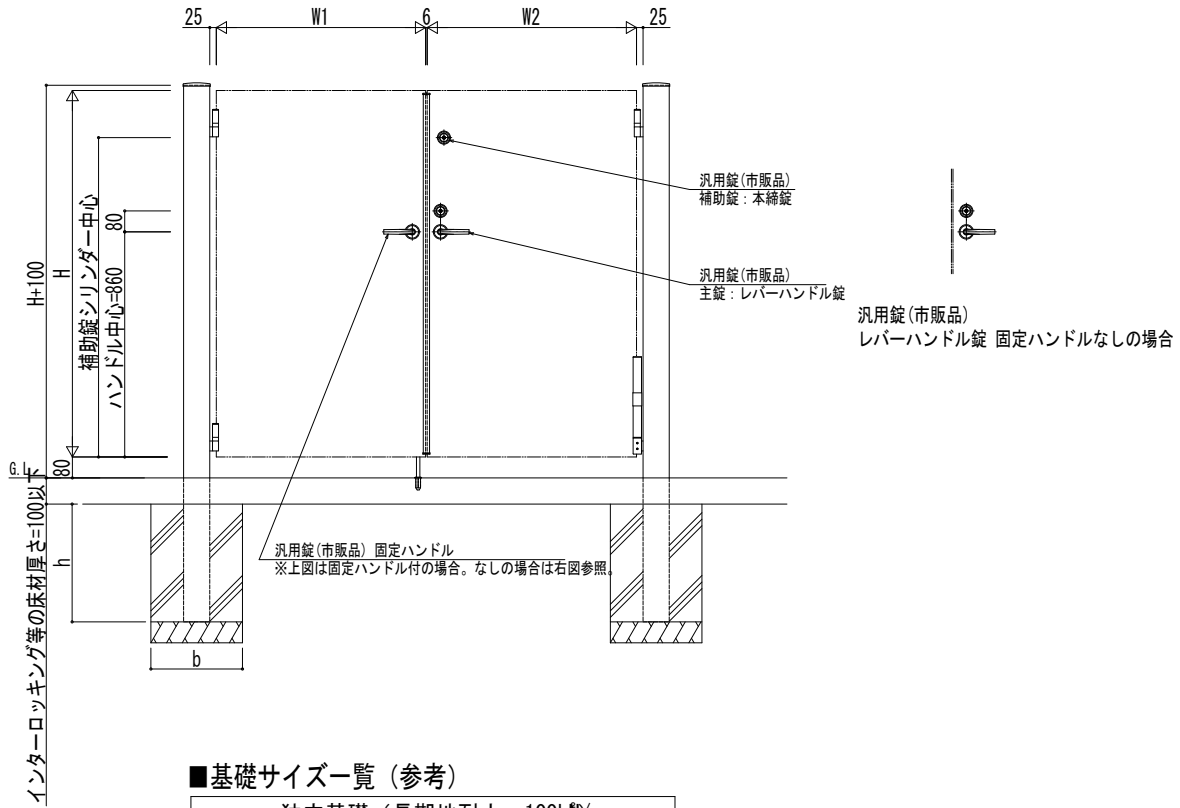 25 W1 6 W2 25
H+100
H
補助錠シリンダー中心
80
ハンドル中心=860
汎用錠(市販品)
補助錠：本締錠
汎用錠(市販品)
主錠：レバーハンドル錠
汎用錠(市販品)
レバーハンドル錠 固定ハンドルなしの場合
G.L
80
インターロッキング等の床材厚さ=100以下
h
汎用錠(市販品) 固定ハンドル
※上図は固定ハンドル付の場合。なしの場合は右図参照。
b
■基礎サイズ一覧（参考）